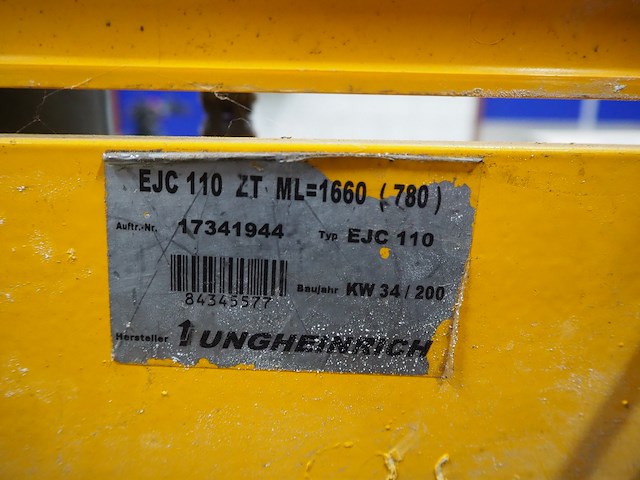 EJC 110 ZT ML=1660 (780)
Auftr.-Nr. 17341944 Typ EJC 110
84345577 Baujahr KW 34/200
Hersteller JUNGHEINRICH